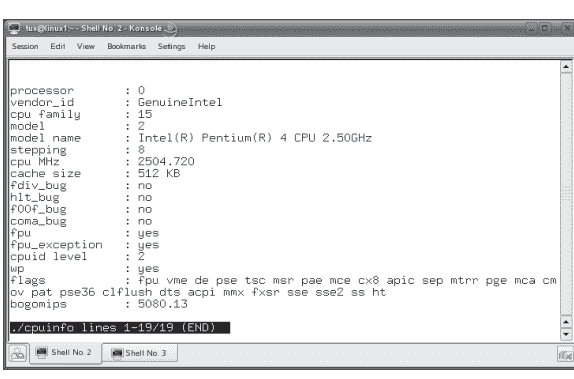 tux@linux1:~ - Shell No. 2 - Konsole
Session Edit View Bookmarks Settings Help
processor : 0
vendor_id : GenuineIntel
cpu family : 15
model : 2
model name : Intel(R) Pentium(R) 4 CPU 2.50GHz
stepping : 8
cpu MHz : 2504.720
cache size : 512 KB
fdiv_bug : no
hlt_bug : no
f00f_bug : no
coma_bug : no
fpu : yes
fpu_exception : yes
cpuid level : 2
wp : yes
flags : fpu vme de pse tsc msr pae mce cx8 apic sep mtrr pge mca cm
ov pat pse36 clflush dts acpi mmx fxsr sse sse2 ss ht
bogomips : 5080.13
./cpuinfo lines 1-19/19 (END)
Shell No. 2 Shell No. 3